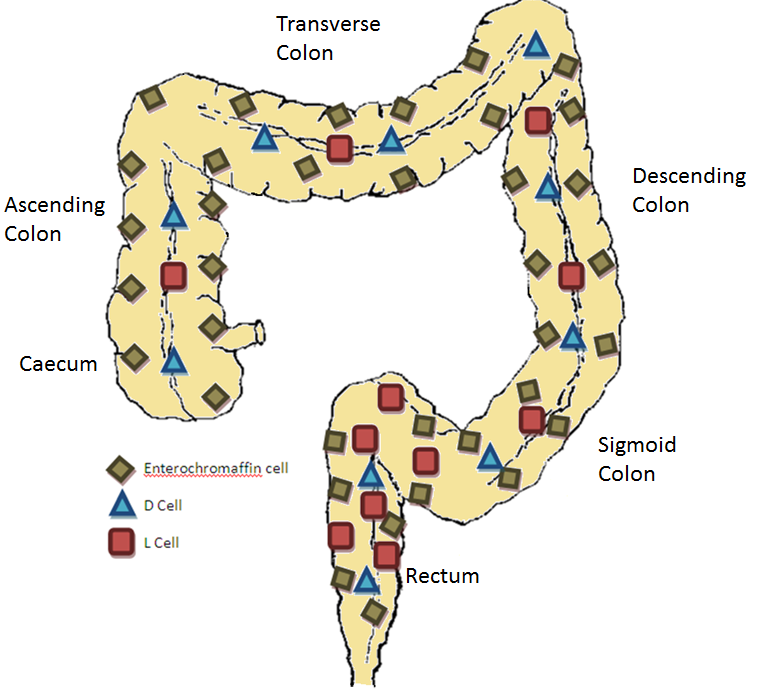 Transverse
Colon
Ascending
Colon
Descending
Colon
Caecum
Sigmoid
Colon
Enterochromaffin cell
D Cell
L Cell
Rectum